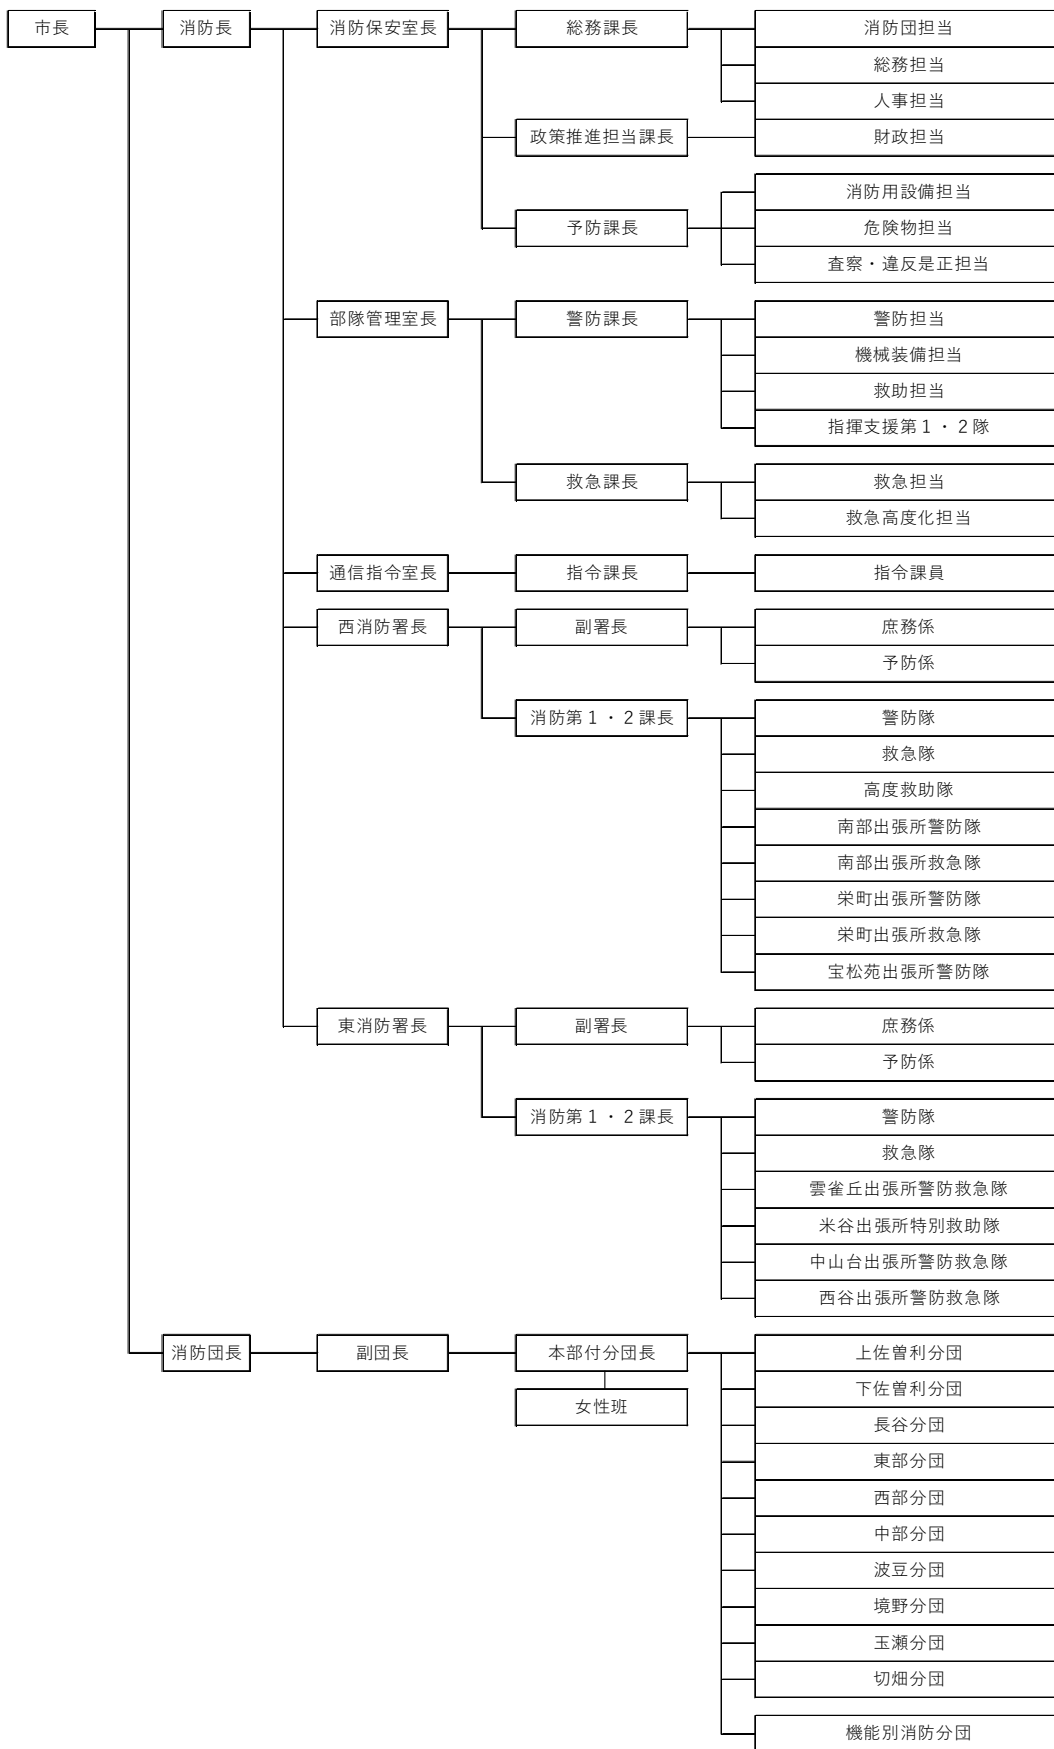 市長
消防長
消防保安室長
総務課長
消防団担当
総務担当
人事担当
政策推進担当課長
財政担当
消防用設備担当
予防課長
危険物担当
査察・違反是正担当
部隊管理室長
警防課長
警防担当
機械装備担当
救助担当
指揮支援第１・２隊
救急課長
救急担当
救急高度化担当
通信指令室長
指令課長
指令課員
西消防署長
副署長
庶務係
予防係
消防第１・２課長
警防隊
救急隊
高度救助隊
南部出張所警防隊
南部出張所救急隊
栄町出張所警防隊
栄町出張所救急隊
宝松苑出張所警防隊
東消防署長
副署長
庶務係
予防係
消防第１・２課長
警防隊
救急隊
雲雀丘出張所警防救急隊
米谷出張所特別救助隊
中山台出張所警防救急隊
西谷出張所警防救急隊
消防団長
副団長
本部付分団長
女性班
上佐曽利分団
下佐曽利分団
長谷分団
東部分団
西部分団
中部分団
波豆分団
境野分団
玉瀬分団
切畑分団
機能別消防分団